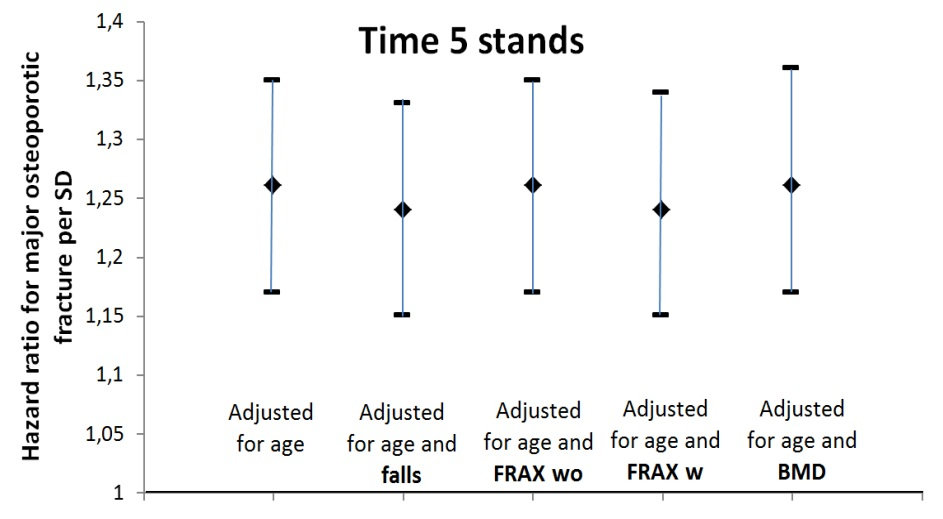 Time 5 stands
Hazard ratio for major osteoporotic
fracture per SD
1,4
1,35
1,3
1,25
1,2
1,15
1,1
1,05
1
Adjusted
for age
Adjusted
for age and
falls
Adjusted
for age and
FRAX wo
Adjusted
for age and
FRAX w
Adjusted
for age and
BMD